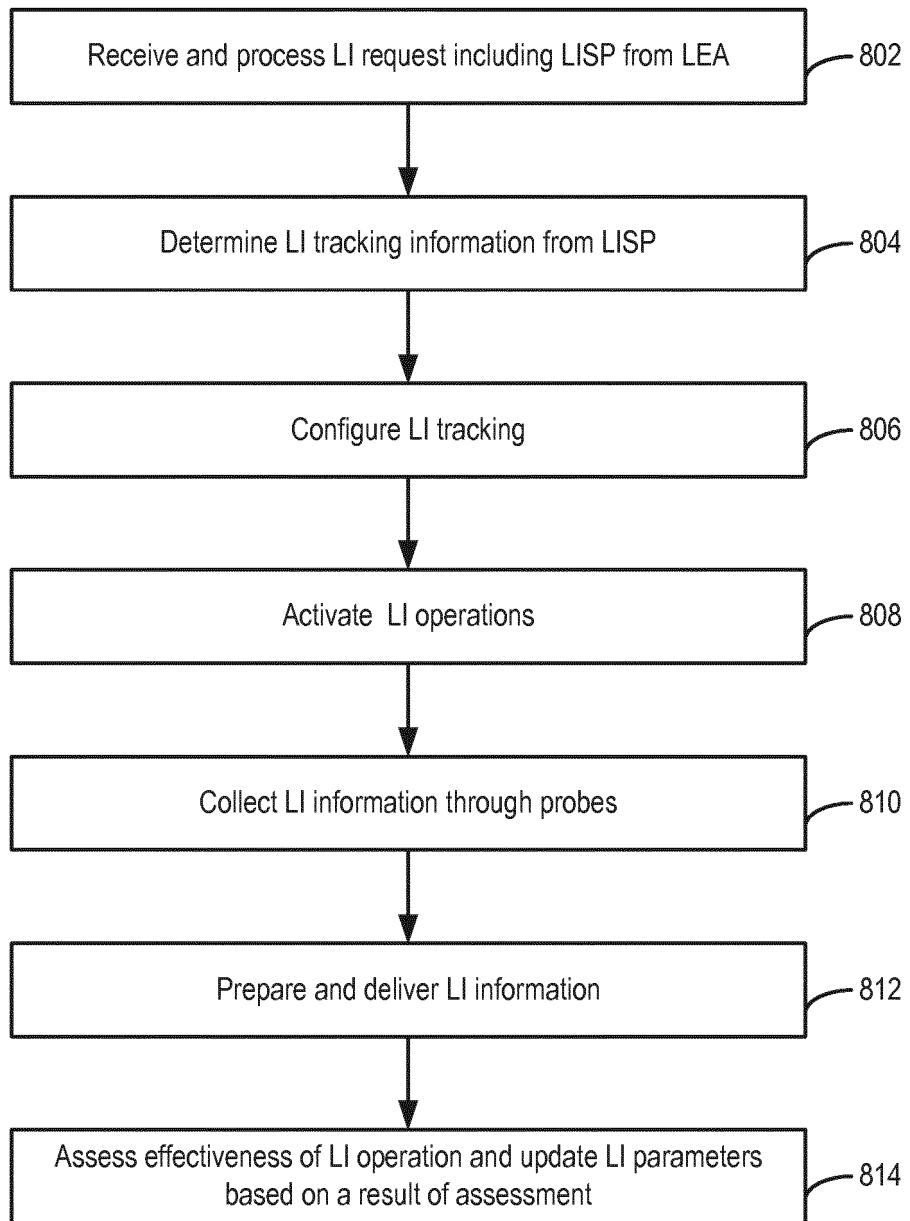 Receive and process LI request including LISP from LEA
802
Determine LI tracking information from LISP
804
Configure LI tracking
806
Activate LI operations
808
Collect LI information through probes
810
Prepare and deliver LI information
812
Assess effectiveness of LI operation and update LI parameters
based on a result of assessment
814